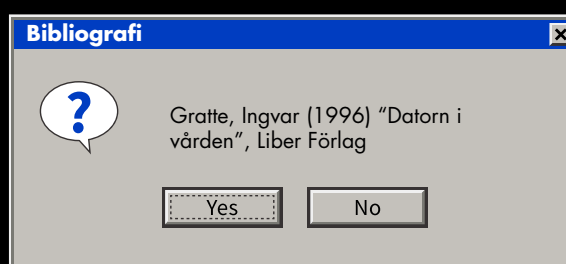 Bibliografi
?
Gratte, Ingvar (1996) “Datorn i
vården”, Liber Förlag
Yes No